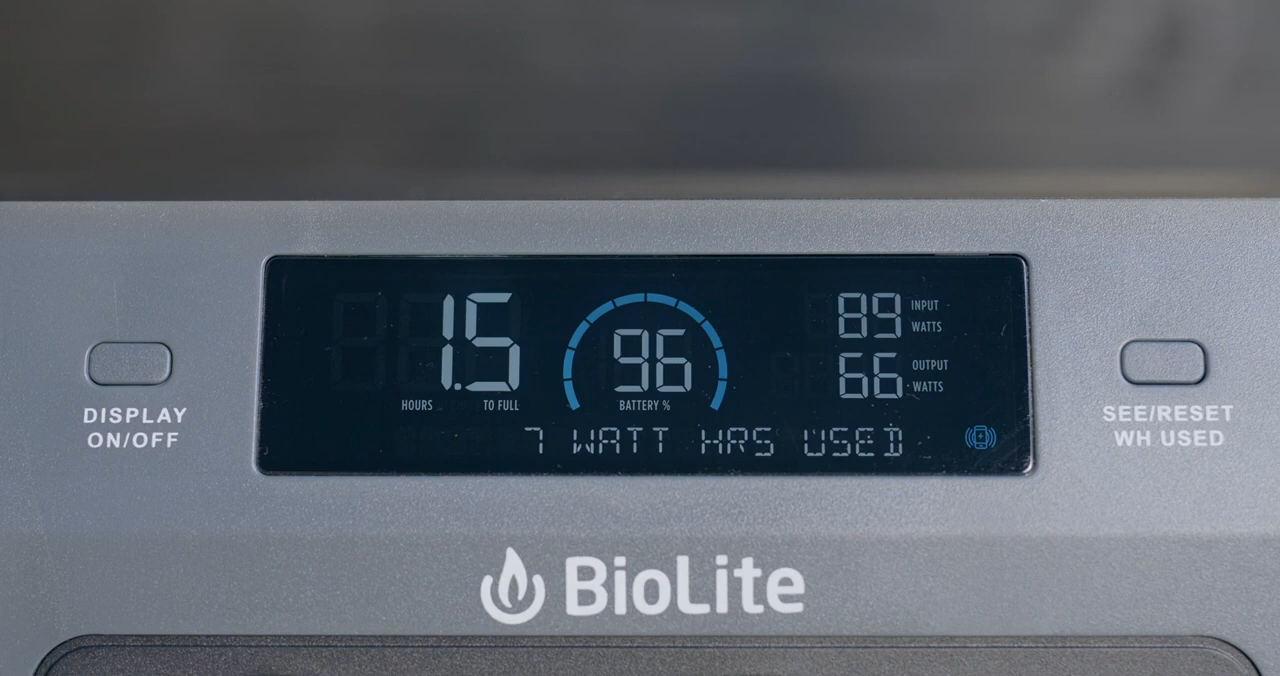 1.5
HOURS TO FULL
96
BATTERY %
89 INPUT WATTS
66 OUTPUT WATTS
7 WATT HRS USED
DISPLAY
ON/OFF
SEE/RESET
WH USED
BioLite